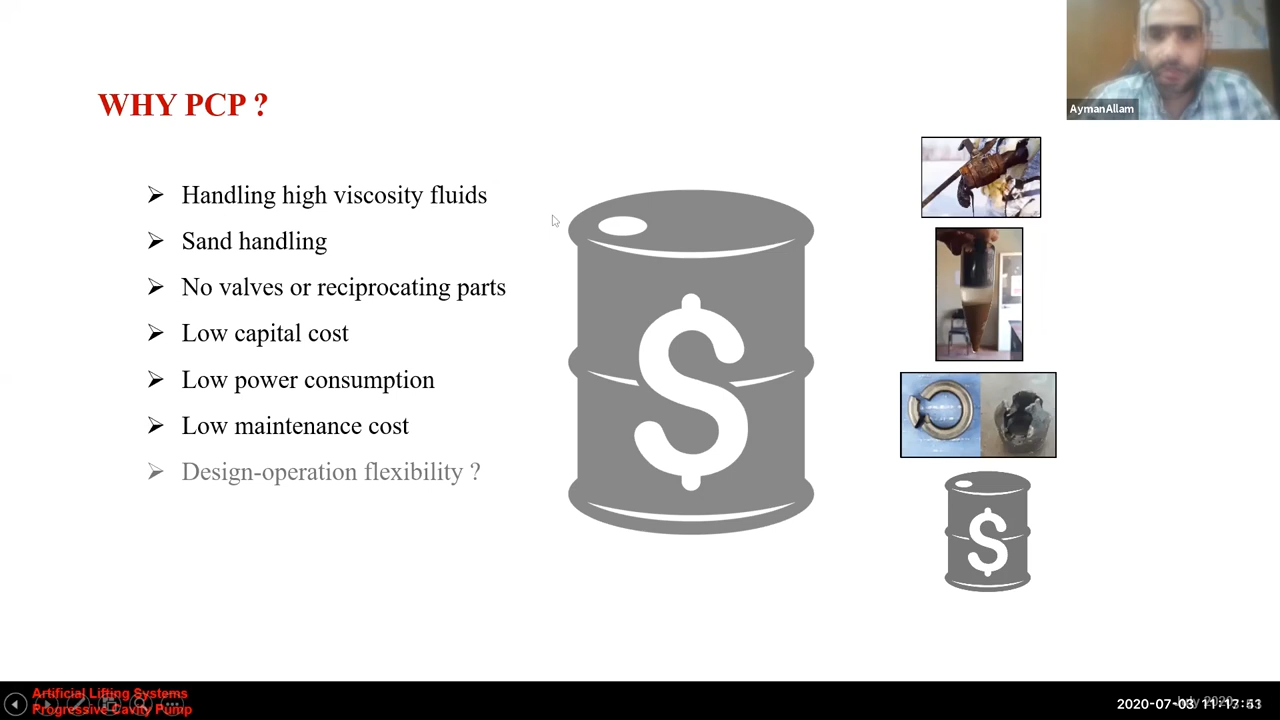 WHY PCP ?
AymanAllam
➢ Handling high viscosity fluids
➢ Sand handling
➢ No valves or reciprocating parts
➢ Low capital cost
➢ Low power consumption
➢ Low maintenance cost
➢ Design-operation flexibility ?
$
$
Artificial Lifting Systems
Progressive Cavity Pump
2020-07-03 11:17:51